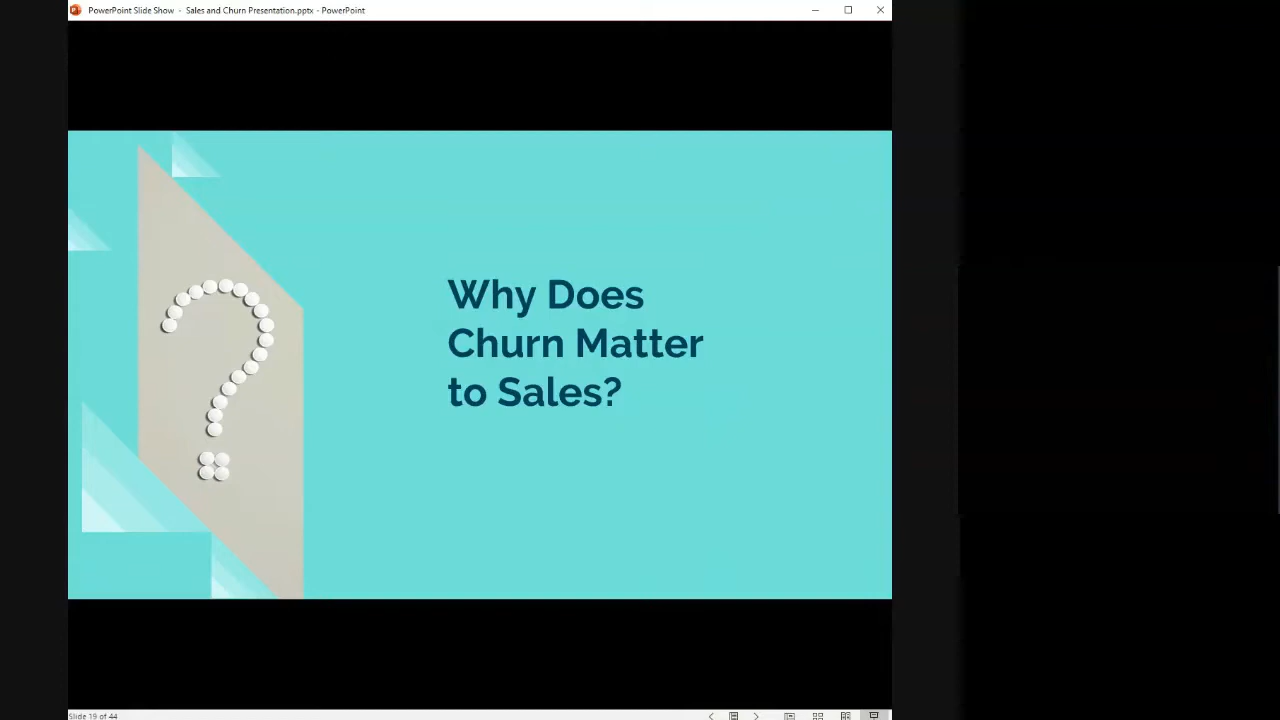 PowerPoint Slide Show - Sales and Churn Presentation.pptx - PowerPoint
Why Does
Churn Matter
to Sales?
Slide 19 of 44